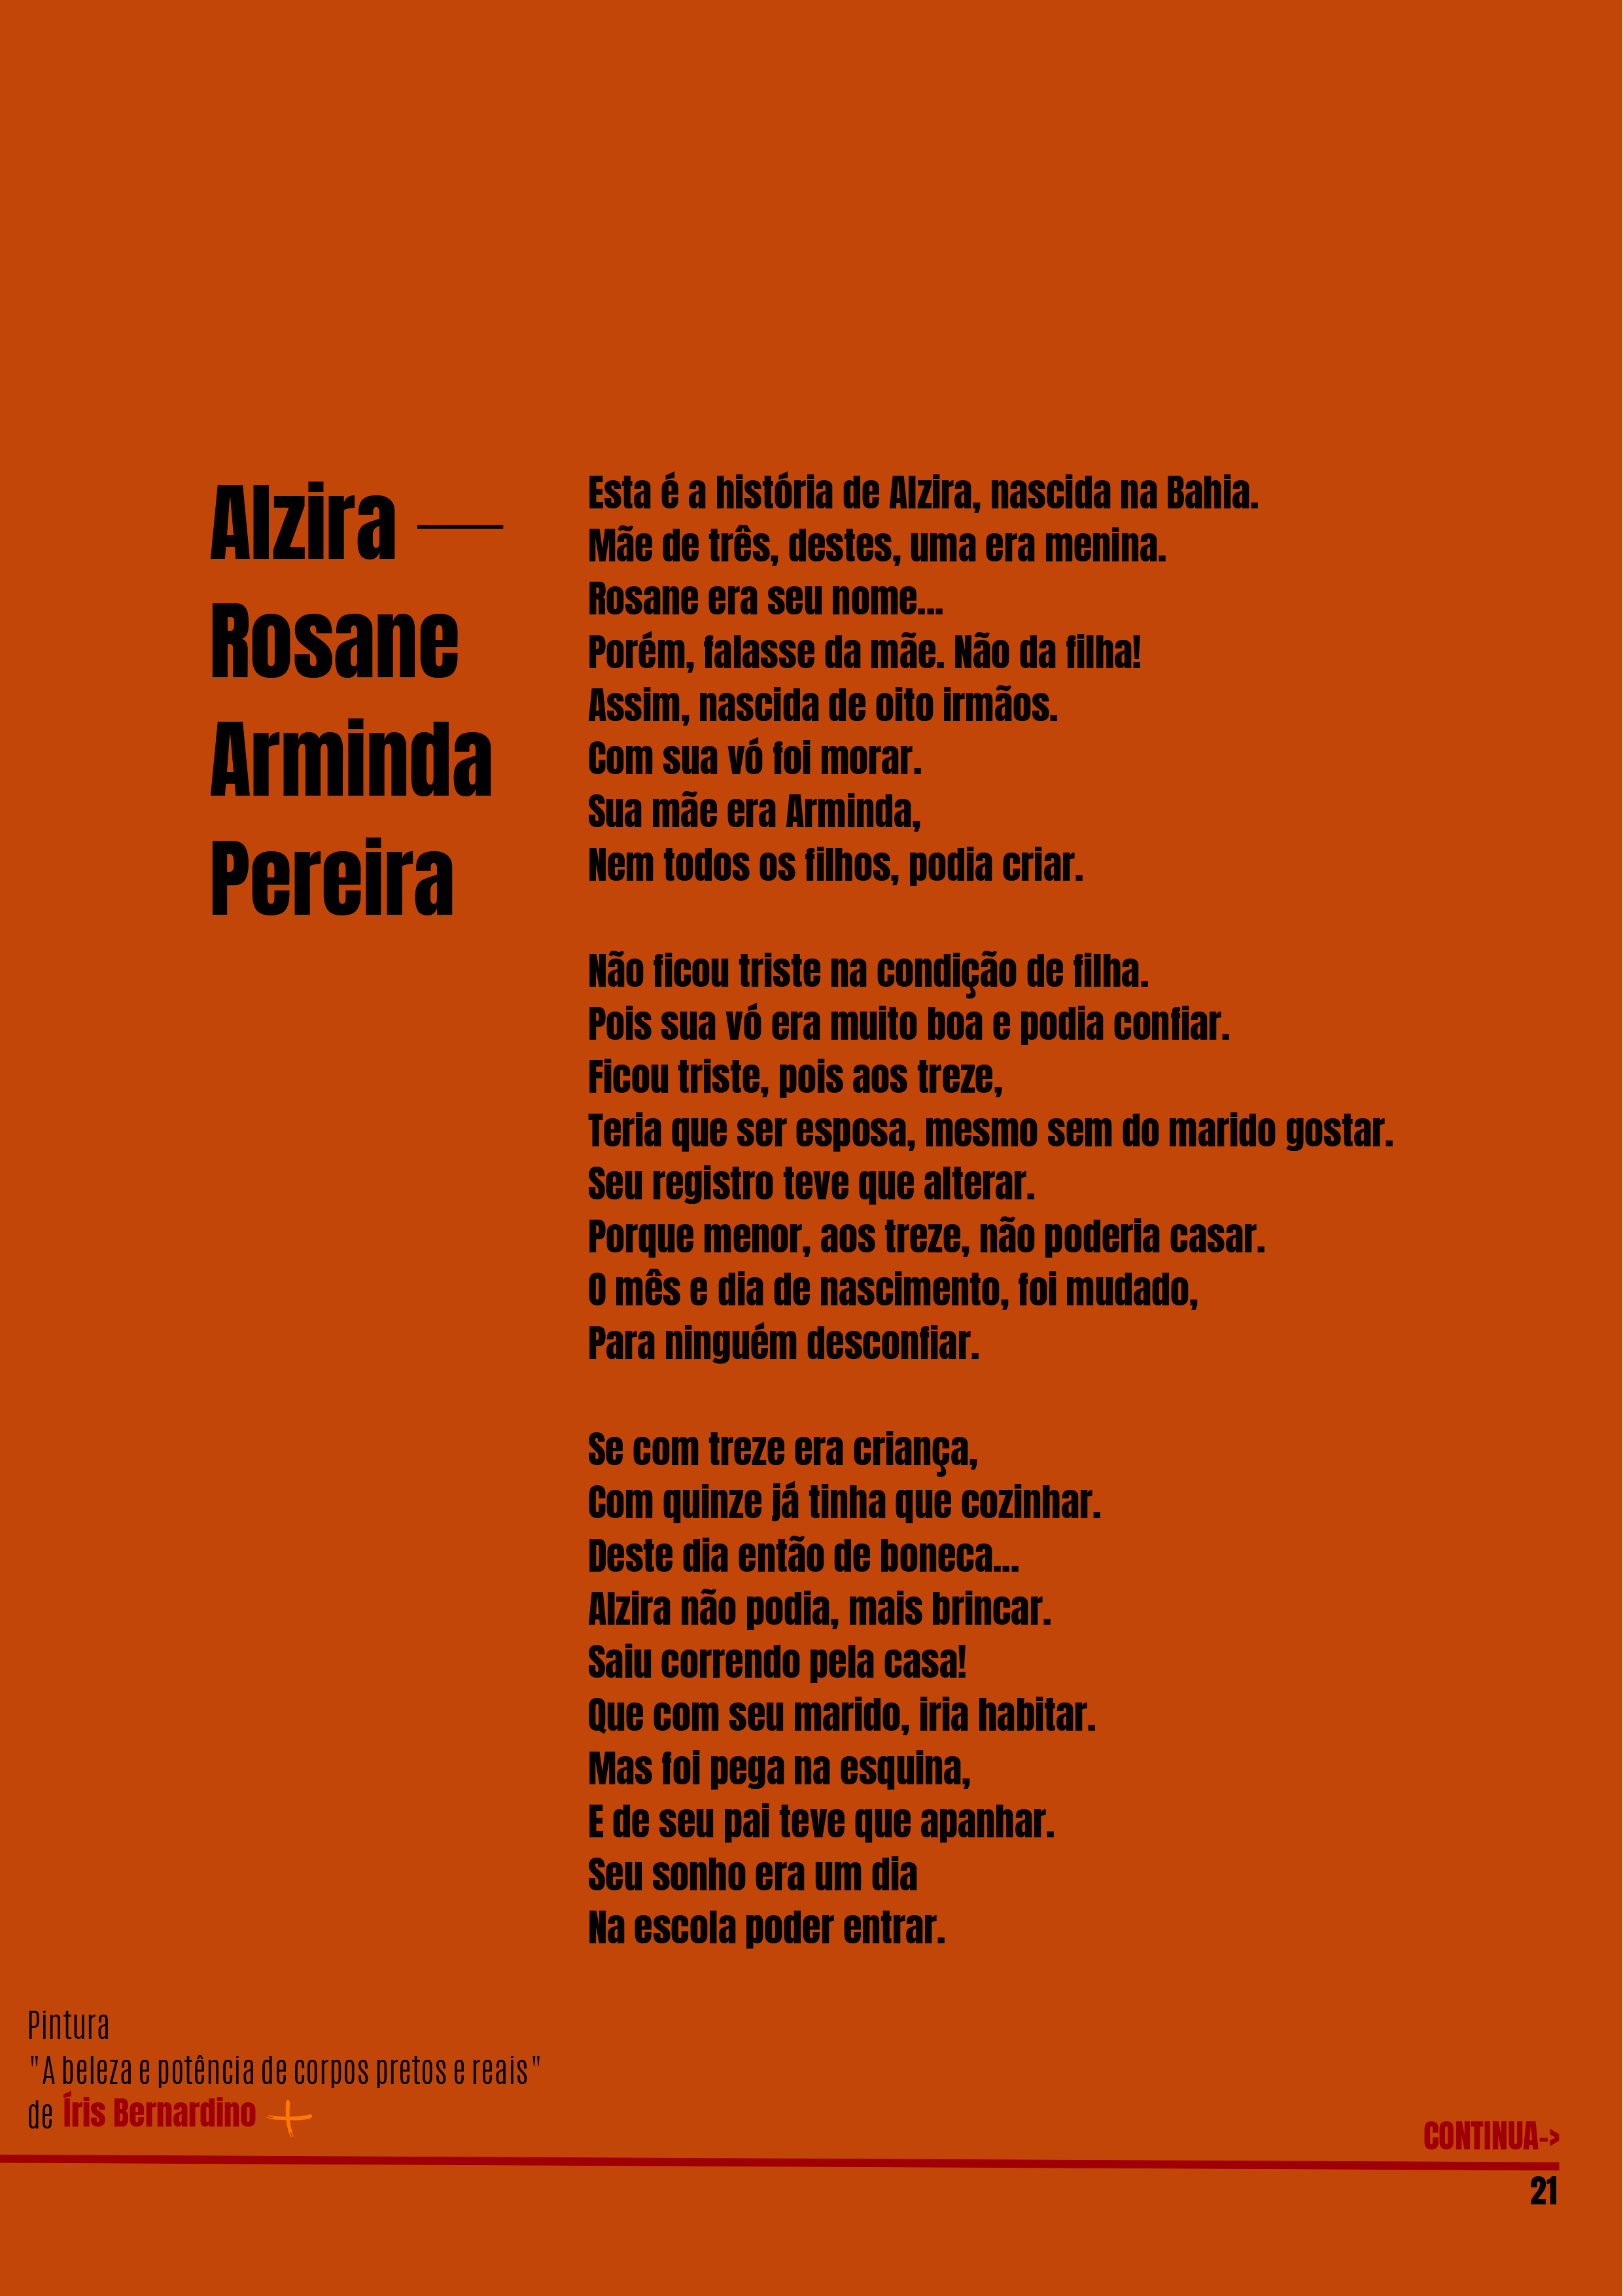 Alzira —
Rosane
Arminda
Pereira
Esta é a história de Alzira, nascida na Bahia.
Mãe de três, destes, uma era menina.
Rosane era seu nome...
Porém, falasse da mãe. Não da filha!
Assim, nascida de oito irmãos.
Com sua vó foi morar.
Sua mãe era Arminda,
Nem todos os filhos, podia criar.
Não ficou triste na condição de filha.
Pois sua vó era muito boa e podia confiar.
Ficou triste, pois aos treze,
Teria que ser esposa, mesmo sem do marido gostar.
Seu registro teve que alterar.
Porque menor, aos treze, não poderia casar.
O mês e dia de nascimento, foi mudado,
Para ninguém desconfiar.
Se com treze era criança,
Com quinze já tinha que cozinhar.
Deste dia então de boneca...
Alzira não podia, mais brincar.
Saiu correndo pela casa!
Que com seu marido, iria habitar.
Mas foi pega na esquina,
E de seu pai teve que apanhar.
Seu sonho era um dia
Na escola poder entrar.
Pintura
"A beleza e potência de corpos pretos e reais"
de Íris Bernardino
CONTINUA->
21